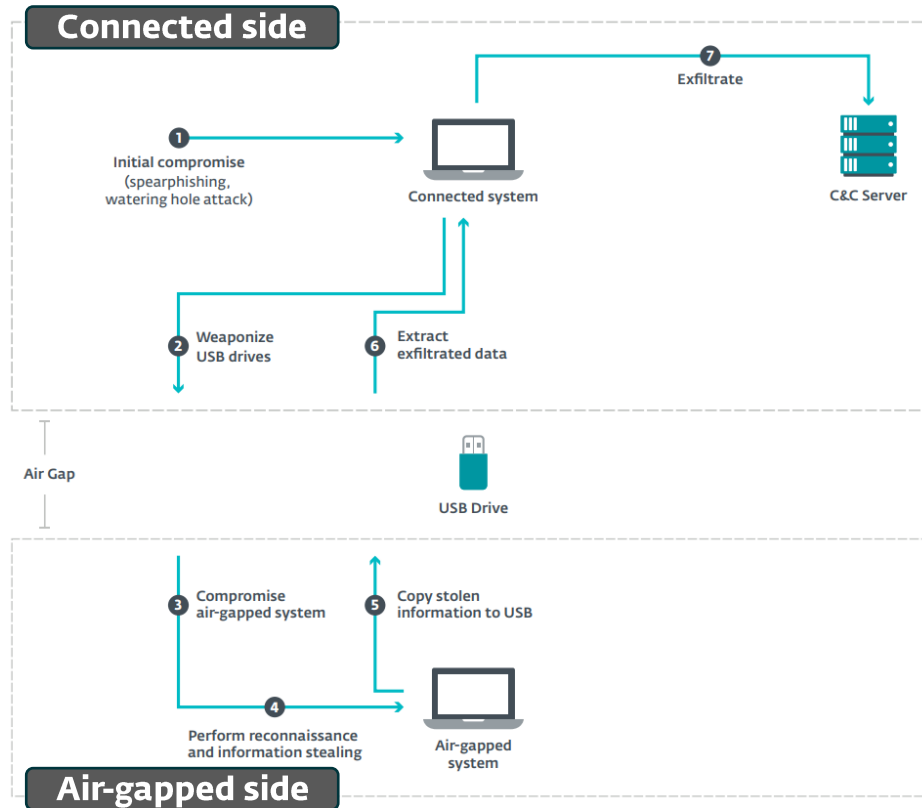 Connected side
7
Exfiltrate
1
Initial compromise
(spearphishing,
watering hole attack)
Connected system
C&C Server
2
Weaponize
USB drives
6
Extract
exfiltrated data
Air Gap
USB Drive
3
Compromise
air-gapped system
5
Copy stolen
information to USB
4
Perform reconnaissance
and information stealing
Air-gapped
system
Air-gapped side